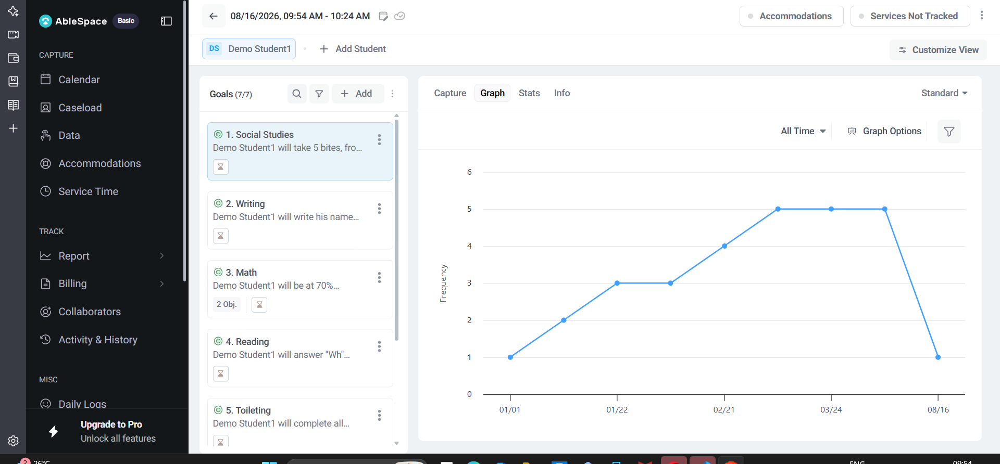 AbleSpace Basic
CAPTURE
Calendar
Caseload
Data
Accommodations
Service Time
TRACK
Report
Billing
Collaborators
Activity & History
MISC
Daily Logs
Upgrade to Pro
Unlock all features
08/16/2026, 09:54 AM - 10:24 AM
Accommodations
Services Not Tracked
DS Demo Student1
Add Student
Customize View
Goals (7/7)
Add
1. Social Studies
Demo Student1 will take 5 bites, fro...
2. Writing
Demo Student1 will write his name...
3. Math
Demo Student1 will be at 70%...
2 Obj.
4. Reading
Demo Student1 will answer "Wh"...
5. Toileting
Demo Student1 will complete all...
Capture Graph Stats Info
Standard
All Time
Graph Options
Frequency
6
5
4
3
2
1
0
01/01 01/22 02/21 03/24 08/16
2
26°C
ENG
09:54